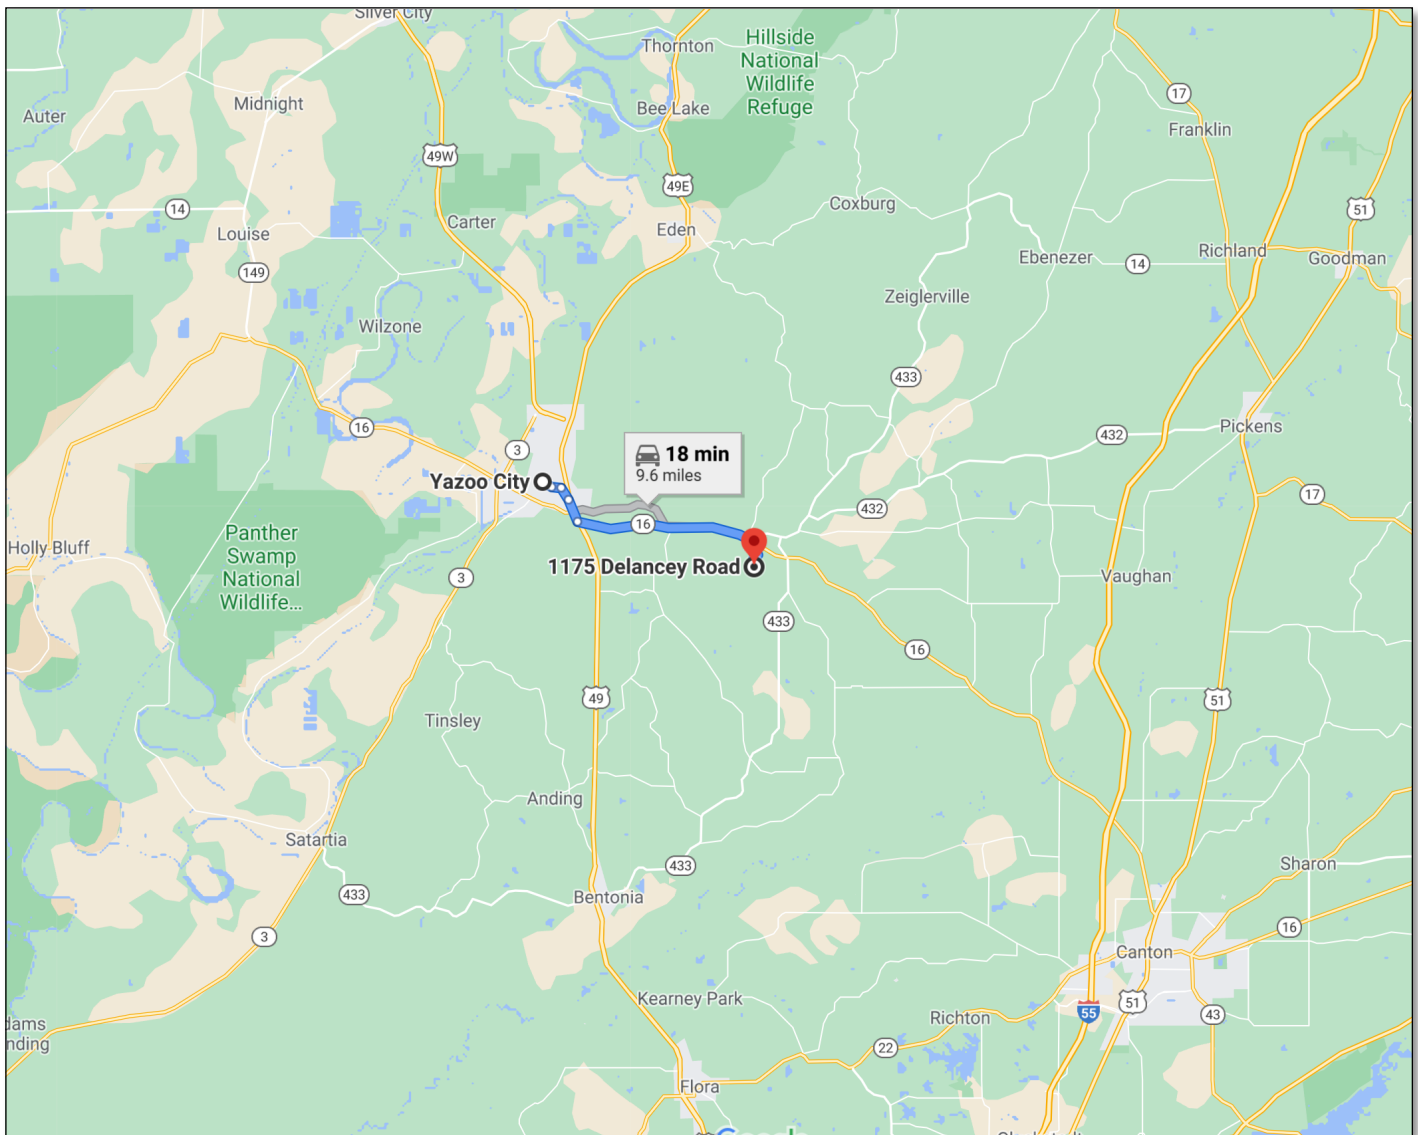 Silver City
Thornton
Hillside
National
Wildlife
Refuge
Midnight
Auter
Bee Lake
17
Franklin
49W
49E
14
Carter
Coxburg
51
Louise
Eden
Ebenezer
14
Richland
Goodman
149
Zeiglerville
Wilzone
433
16
3
432
Pickens
18 min
9.6 miles
Yazoo City
17
432
16
Panther
Swamp
National
Wildlife...
Holly Bluff
1175 Delancey Road
3
Vaughan
433
16
49
51
Tinsley
Anding
Satartia
433
Sharon
433
Bentonia
16
3
Canton
Kearney Park
51
55
43
Richton
dams
nding
22
Flora